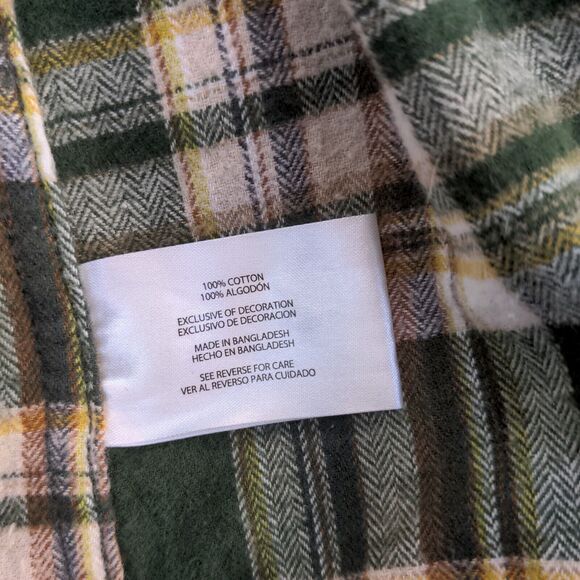 100% COTTON
100% ALGODÓN
EXCLUSIVE OF DECORATION
EXCLUSIVO DE DECORACION
MADE IN BANGLADESH
HECHO EN BANGLADESH
SEE REVERSE FOR CARE
VER AL REVERSO PARA CUIDADO